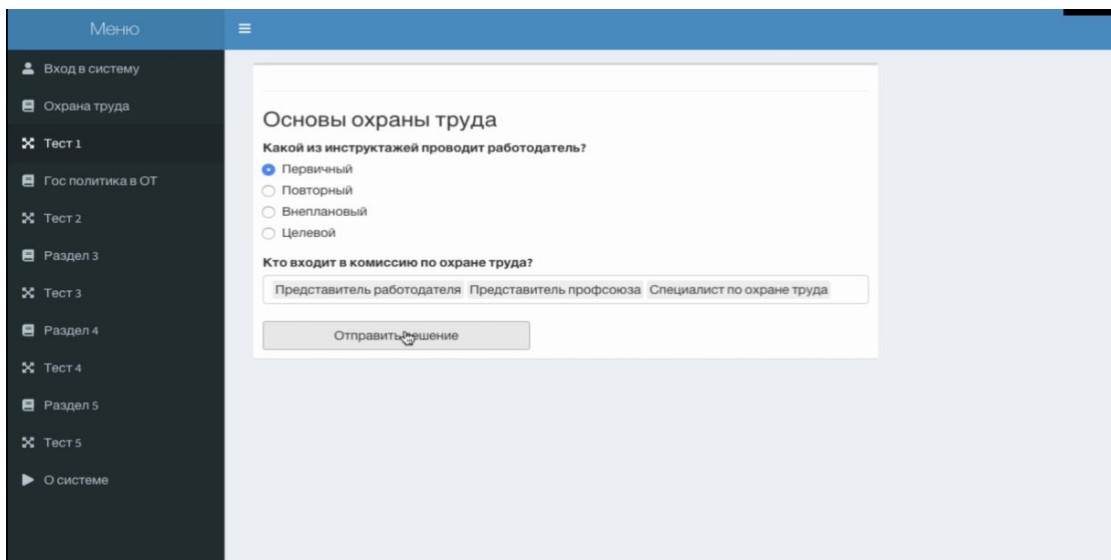 Меню
Вход в систему
Охрана труда
Тест 1
Гос политика в ОТ
Тест 2
Раздел 3
Тест 3
Раздел 4
Тест 4
Раздел 5
Тест 5
О системе
Основы охраны труда
Какой из инструктажей проводит работодатель?
Первичный
Повторный
Внеплановый
Целевой
Кто входит в комиссию по охране труда?
Представитель работодателя Представитель профсоюза Специалист по охране труда
Отправить решение